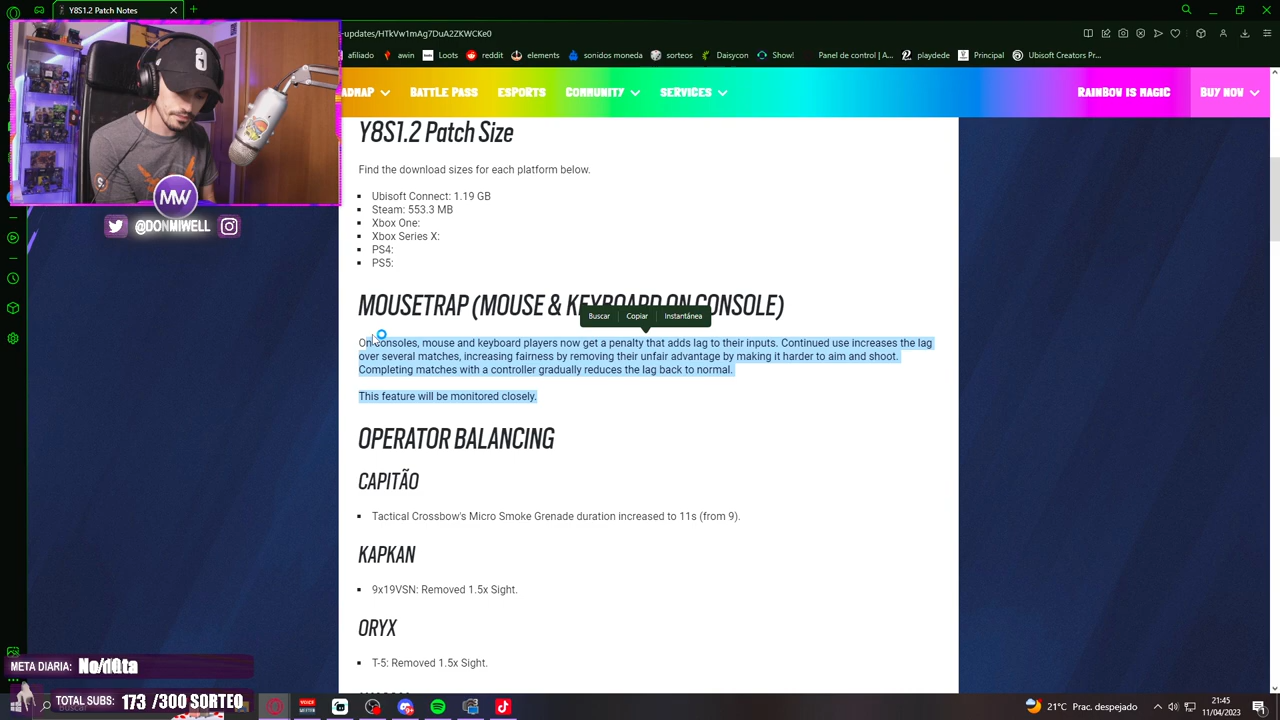 Y8S1.2 Patch Notes
-updates/HTkVw1mAg7DuA2ZKWCKe0
afiliado awin Loots reddit elements sonidos moneda sorteos Daisycon Show! Panel de control | A... playdede Principal Ubisoft Creators Pr...
ADMAP BATTLE PASS ESPORTS COMMUNITY SERVICES RAINBOW IS MAGIC BUY NOW
Y8S1.2 Patch Size
Find the download sizes for each platform below.
Ubisoft Connect: 1.19 GB
Steam: 553.3 MB
Xbox One:
Xbox Series X:
PS4:
PS5:
MW
@DONMIWELL
MOUSETRAP (MOUSE & KEYBOARD ON CONSOLE)
Buscar Copiar Instantánea
On consoles, mouse and keyboard players now get a penalty that adds lag to their inputs. Continued use increases the lag
over several matches, increasing fairness by removing their unfair advantage by making it harder to aim and shoot.
Completing matches with a controller gradually reduces the lag back to normal.
This feature will be monitored closely.
OPERATOR BALANCING
CAPITÃO
Tactical Crossbow's Micro Smoke Grenade duration increased to 11s (from 9).
KAPKAN
9x19VSN: Removed 1.5x Sight.
ORYX
T-5: Removed 1.5x Sight.
META DIARIA:
TOTAL SUBS: 173 /300 SORTEO
Buscar
21°C Prac. despejado
21:45
11/04/2023